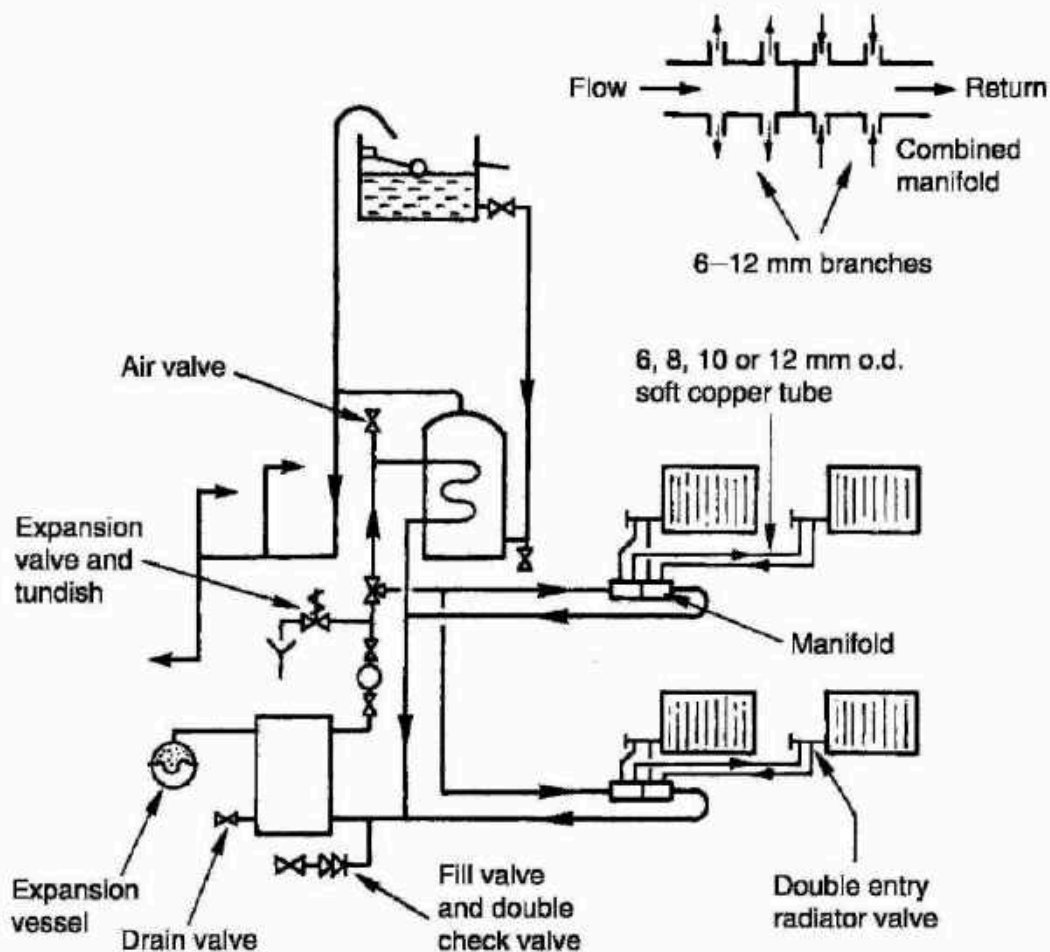 Flow
Return
Combined
manifold
6–12 mm branches
Air valve
6, 8, 10 or 12 mm o.d.
soft copper tube
Expansion
valve and
tundish
Manifold
Expansion
vessel
Drain valve
Fill valve
and double
check valve
Double entry
radiator valve